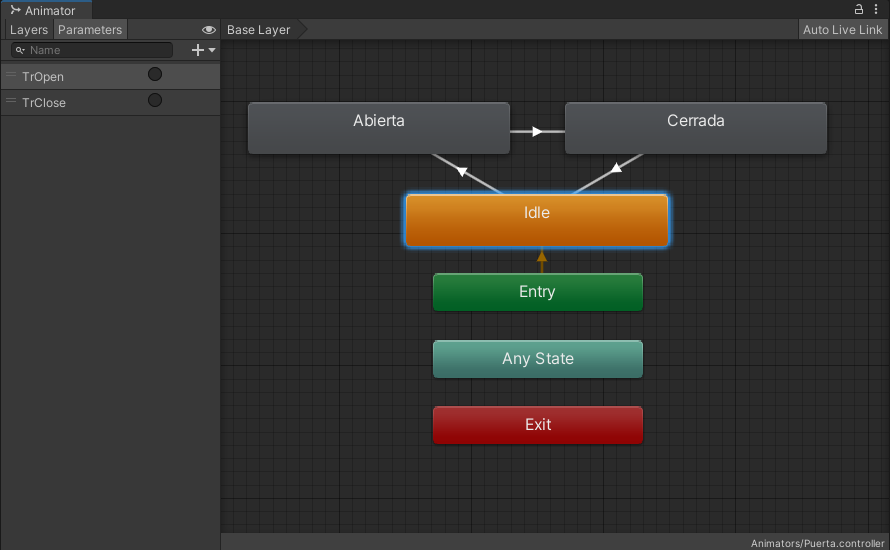 Animator
Layers Parameters
Base Layer
Auto Live Link
Name
TrOpen
TrClose
Abierta
Cerrada
Idle
Entry
Any State
Exit
Animators/Puerta.controller